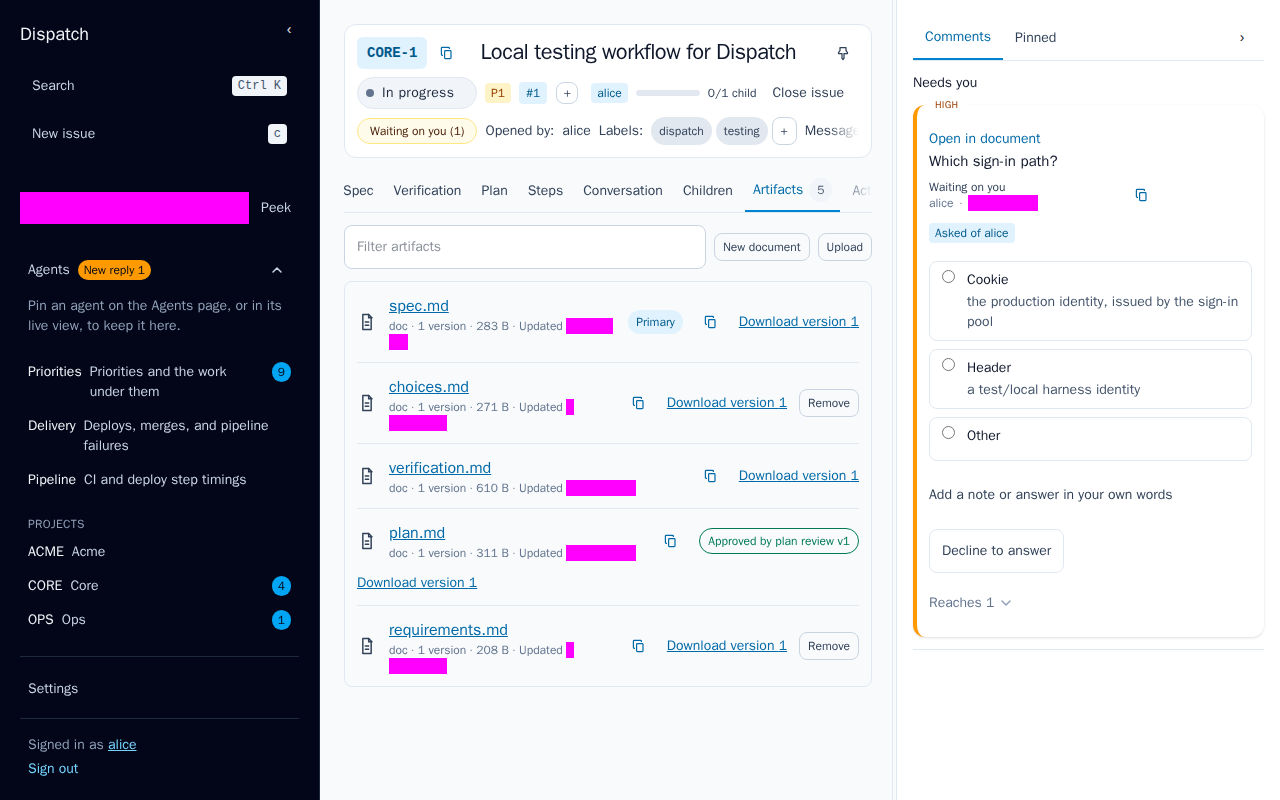 Dispatch
Search
Ctrl K
New issue
C
Peek
Agents
New reply 1
Pin an agent on the Agents page, or in its
live view, to keep it here.
Priorities
Priorities and the work
under them
9
Delivery
Deploys, merges, and pipeline
failures
Pipeline
CI and deploy step timings
PROJECTS
ACME Acme
CORE Core
4
OPS Ops
1
Settings
Signed in as alice
Sign out
CORE-1
Local testing workflow for Dispatch
In progress
P1
#1
+
alice
0/1 child
Close issue
Waiting on you (1)
Opened by: alice
Labels:
dispatch
testing
+
Message
Spec
Verification
Plan
Steps
Conversation
Children
Artifacts 5
Act
Filter artifacts
New document
Upload
spec.md
doc · 1 version · 283 B · Updated
Primary
Download version 1
choices.md
doc · 1 version · 271 B · Updated
Download version 1
Remove
verification.md
doc · 1 version · 610 B · Updated
Download version 1
plan.md
doc · 1 version · 311 B · Updated
Approved by plan review v1
Download version 1
requirements.md
doc · 1 version · 208 B · Updated
Download version 1
Remove
Comments
Pinned
Needs you
HIGH
Open in document
Which sign-in path?
Waiting on you
alice ·
Asked of alice
Cookie
the production identity, issued by the sign-in
pool
Header
a test/local harness identity
Other
Add a note or answer in your own words
Decline to answer
Reaches 1